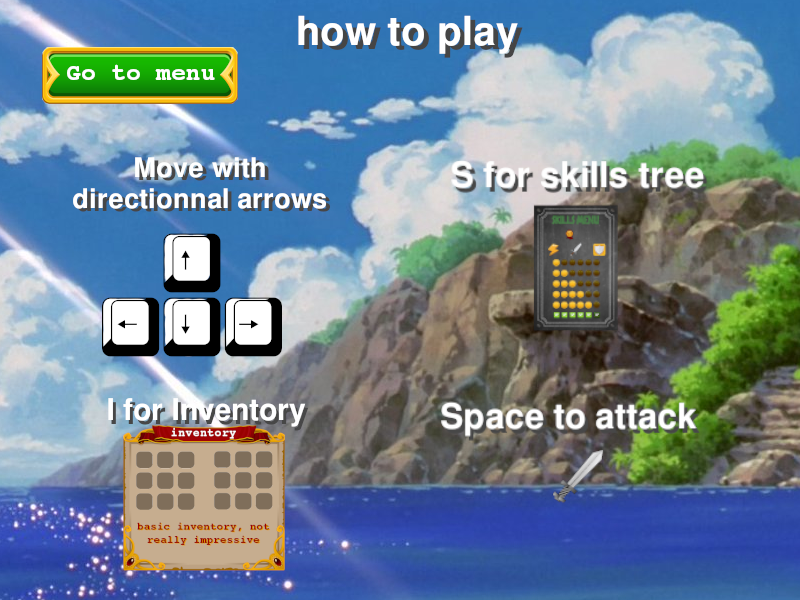 how to play
Go to menu
Move with
directionnal arrows
S for skills tree
SKILLS MENU
I for Inventory
inventory
basic inventory, not
really impressive
Space to attack